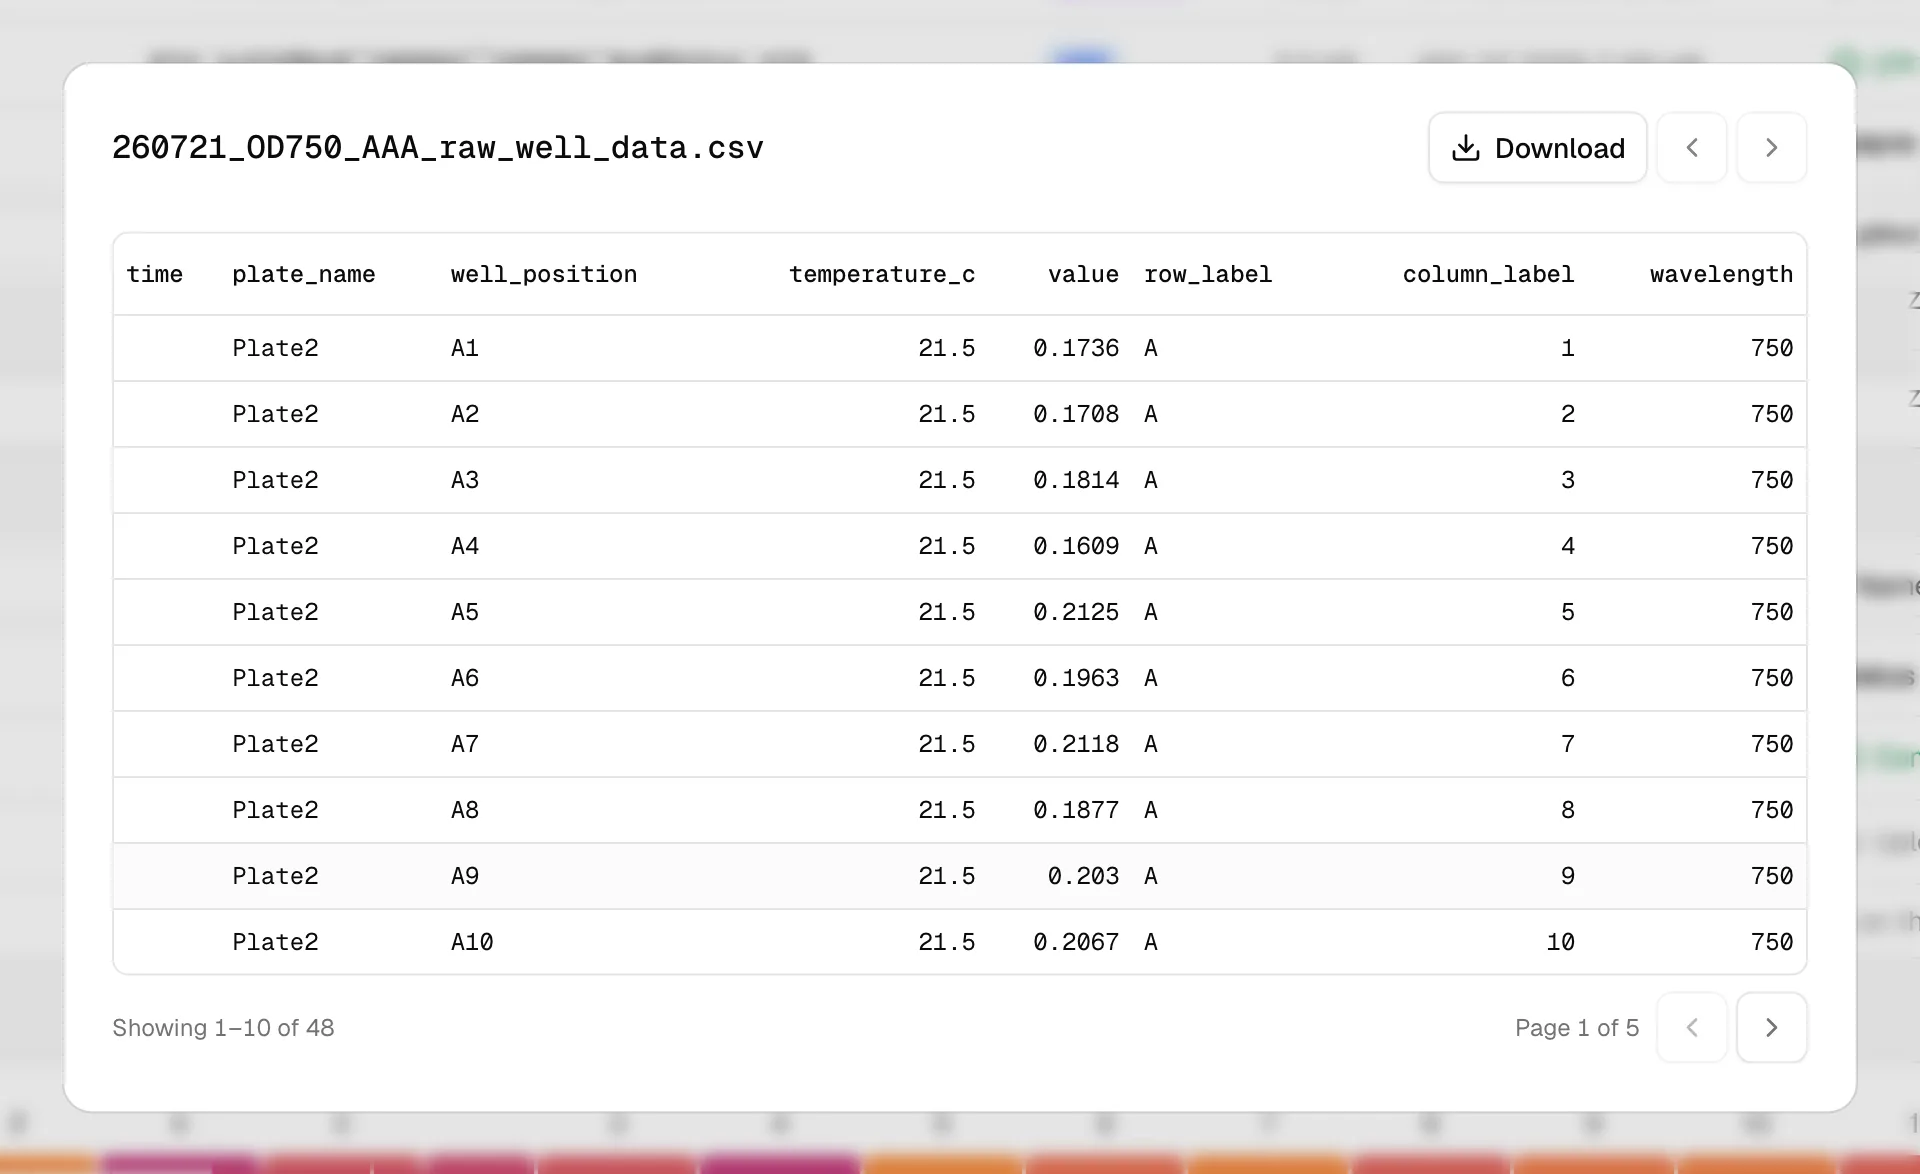 260721_OD750_AAA_raw_well_data.csv
Download
time plate_name well_position temperature_c value row_label column_label wavelength
Plate2 A1 21.5 0.1736 A 1 750
Plate2 A2 21.5 0.1708 A 2 750
Plate2 A3 21.5 0.1814 A 3 750
Plate2 A4 21.5 0.1609 A 4 750
Plate2 A5 21.5 0.2125 A 5 750
Plate2 A6 21.5 0.1963 A 6 750
Plate2 A7 21.5 0.2118 A 7 750
Plate2 A8 21.5 0.1877 A 8 750
Plate2 A9 21.5 0.203 A 9 750
Plate2 A10 21.5 0.2067 A 10 750
Showing 1–10 of 48
Page 1 of 5